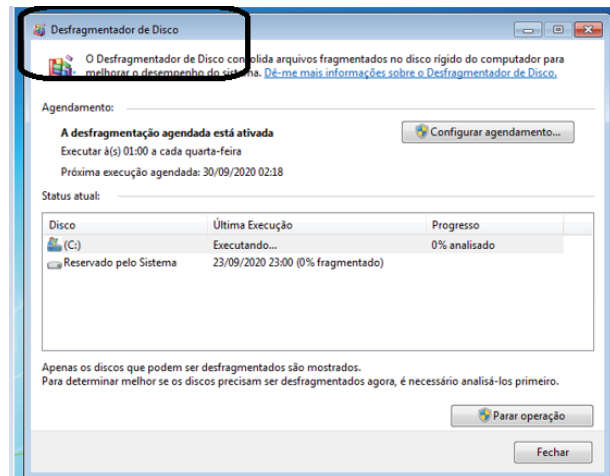 Desfragmentador de Disco
O Desfragmentador de Disco consolida arquivos fragmentados no disco rígido do computador para
melhorar o desempenho do sistema. Dê-me mais informações sobre o Desfragmentador de Disco.
Agendamento:
A desfragmentação agendada está ativada
Configurar agendamento...
Executar à(s) 01:00 a cada quarta-feira
Próxima execução agendada: 30/09/2020 02:18
Status atual:
Disco Última Execução Progresso
(C:) Executando... 0% analisado
Reservado pelo Sistema 23/09/2020 23:00 (0% fragmentado)
Apenas os discos que podem ser desfragmentados são mostrados.
Para determinar melhor se os discos precisam ser desfragmentados agora, é necessário analisá-los primeiro.
Parar operação
Fechar